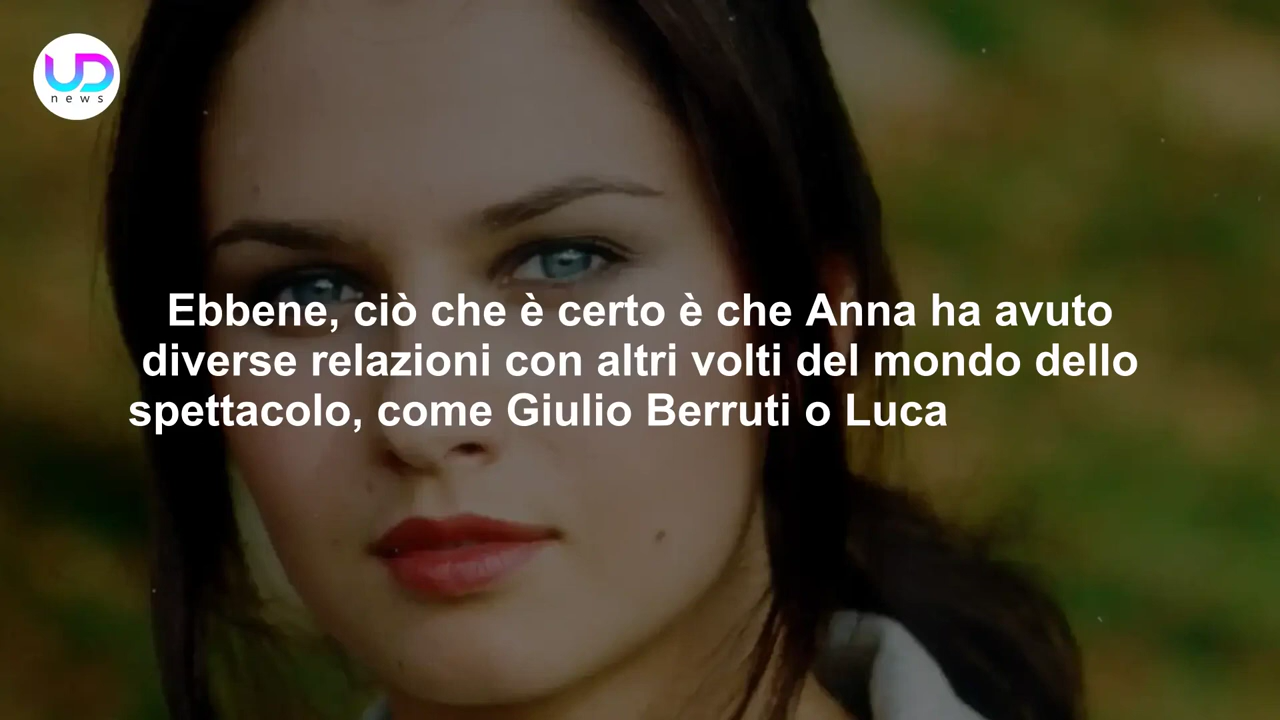 UD
news
Ebbene, ciò che è certo è che Anna ha avuto
diverse relazioni con altri volti del mondo dello
spettacolo, come Giulio Berruti o Luca